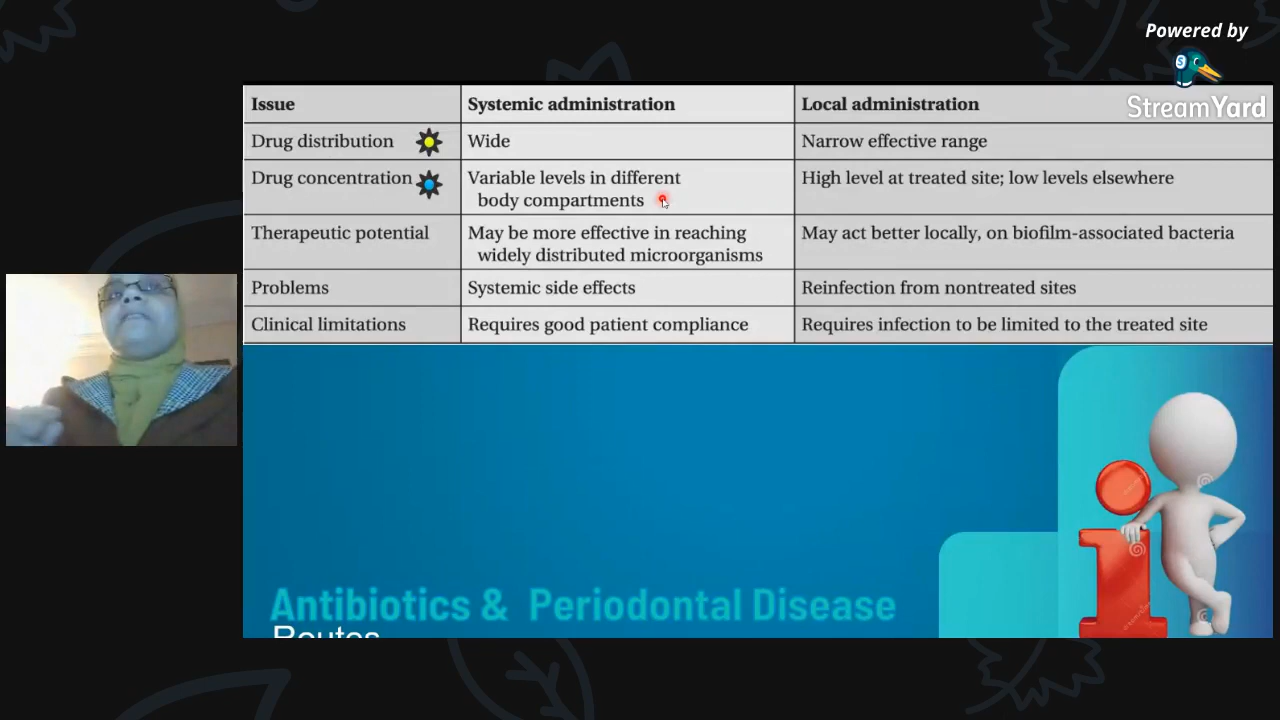 Powered by
StreamYard
Issue Systemic administration Local administration
Drug distribution Wide Narrow effective range
Drug concentration Variable levels in different High level at treated site; low levels elsewhere
body compartments
Therapeutic potential May be more effective in reaching May act better locally, on biofilm-associated bacteria
widely distributed microorganisms
Problems Systemic side effects Reinfection from nontreated sites
Clinical limitations Requires good patient compliance Requires infection to be limited to the treated site
Antibiotics & Periodontal Disease
Routes